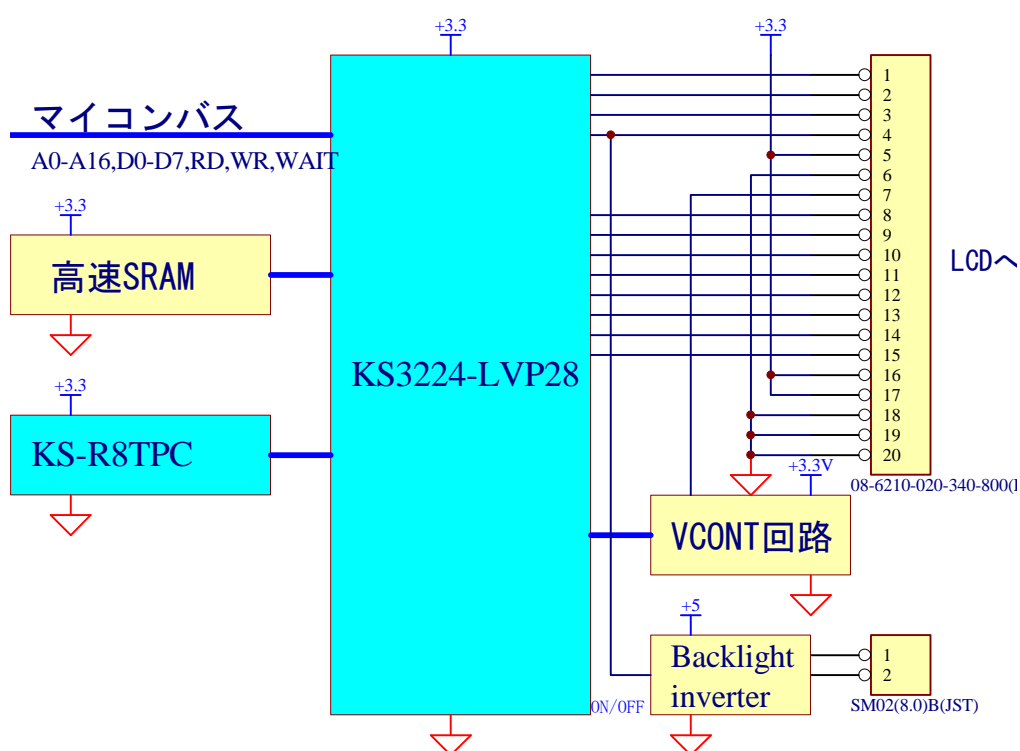 +3.3
+3.3
マイコンバス
A0-A16,D0-D7,RD,WR,WAIT
+3.3
高速SRAM
+3.3
KS-R8TPC
KS3224-LVP28
1
2
3
4
5
6
7
8
9
10
11
12
13
14
15
16
17
18
19
20
LCDへ
08-6210-020-340-800(
+3.3V
VCONT回路
+5
Backlight
inverter
ON/OFF
1
2
SM02(8.0)B(JST)